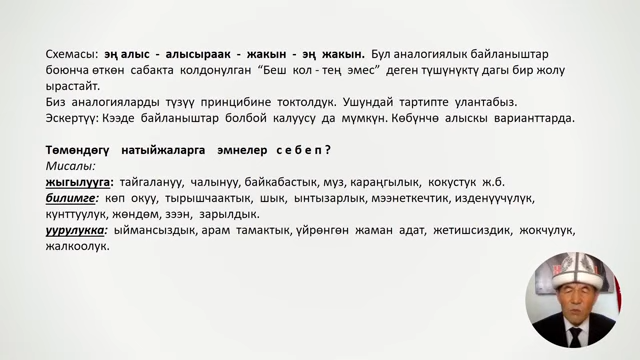 Схемасы: эң алыс - алысыраак - жакын - эң жакын. Бул аналогиялык байланыштар
боюнча өткөн сабакта колдонулган “Беш кол - тең эмес” деген түшүнүктү дагы бир жолу
ырастайт.
Биз аналогияларды түзүү принцибине токтолдук. Ушундай тартипте улантабыз.
Эскертүү: Кээде байланыштар болбой калуусу да мүмкүн. Көбүнчө алыскы варианттарда.
Төмөндөгү натыйжаларга эмнелер с е б е п ?
Мисалы:
жыгылууга: тайгалануу, чалынуу, байкабастык, муз, караңгылык, кокустук ж.б.
билимге: көп окуу, тырышчаактык, шык, ынтызарлык, мээнеткечтик, изденүүчүлүк,
кунттуулук, жөндөм, зээн, зарылдык.
уурулукка: ыймансыздык, арам тамактык, үйрөнгөн жаман адат, жетишсиздик, жокчулук,
жалкоолук.